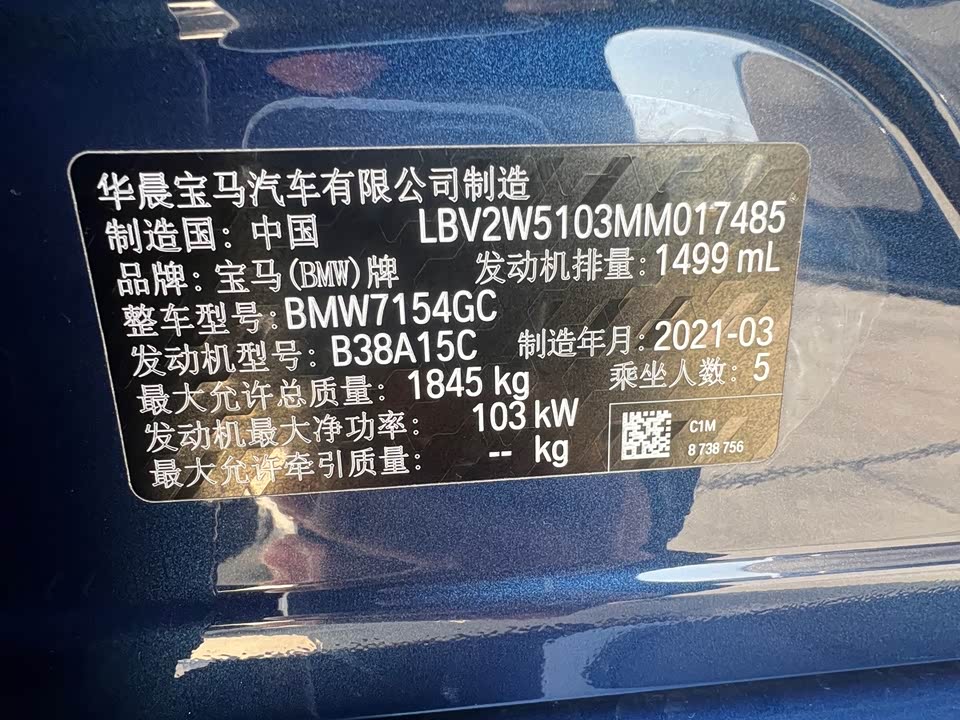 华晨宝马汽车有限公司制造
制造国：中国 LBV2W5103MM017485
品牌：宝马(BMW)牌 发动机排量：1499 mL
整车型号：BMW7154GC
发动机型号：B38A15C 制造年月：2021-03
最大允许总质量：1845 kg 乘坐人数：5
发动机最大净功率：103 kW
最大允许牵引质量：-- kg
C1M
8 738 756